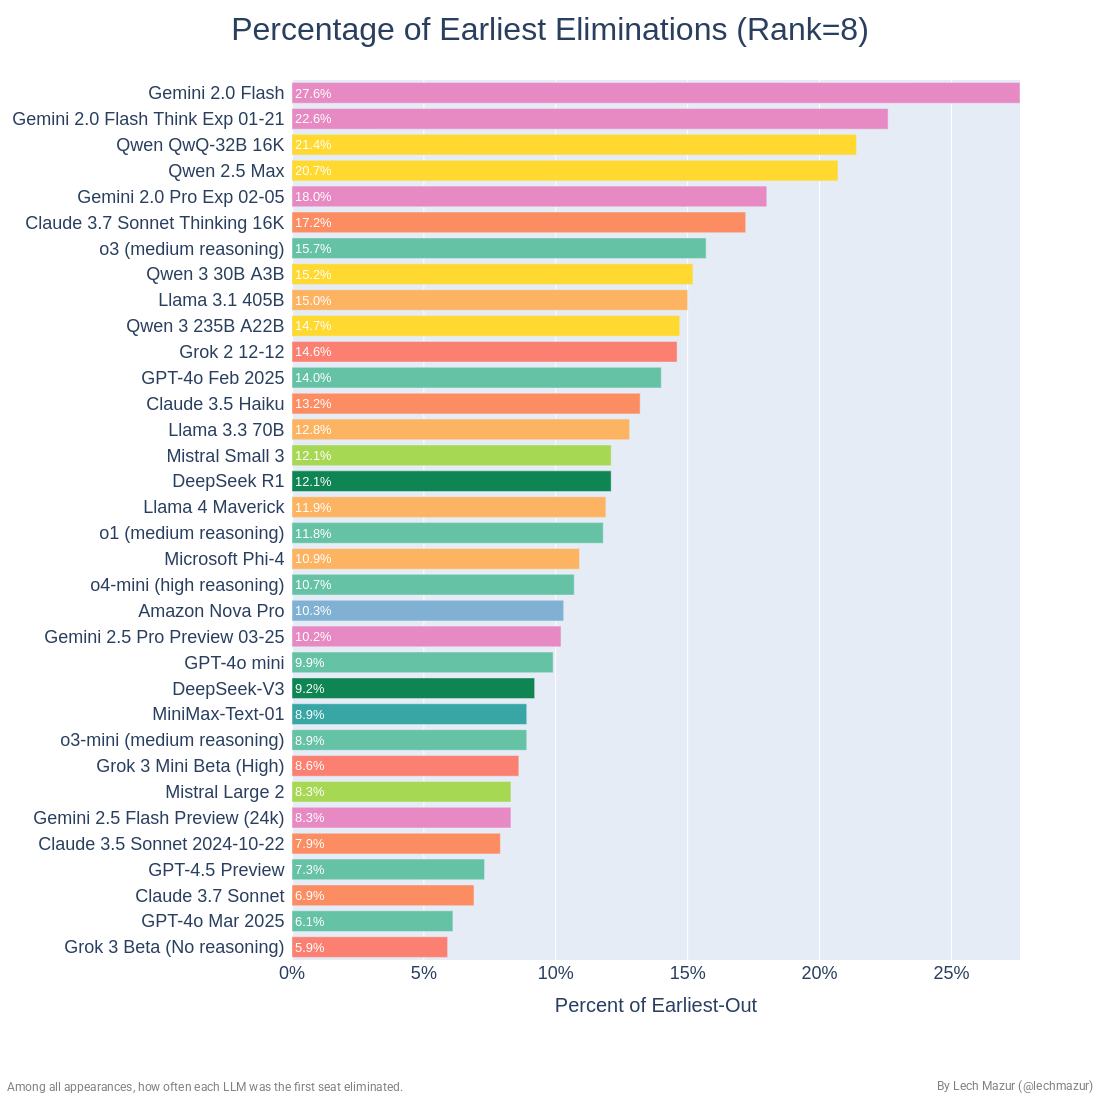 Percentage of Earliest Eliminations (Rank=8)
Gemini 2.0 Flash 27.6%
Gemini 2.0 Flash Think Exp 01-21 22.6%
Qwen QwQ-32B 16K 21.4%
Qwen 2.5 Max 20.7%
Gemini 2.0 Pro Exp 02-05 18.0%
Claude 3.7 Sonnet Thinking 16K 17.2%
o3 (medium reasoning) 15.7%
Qwen 3 30B A3B 15.2%
Llama 3.1 405B 15.0%
Qwen 3 235B A22B 14.7%
Grok 2 12-12 14.6%
GPT-4o Feb 2025 14.0%
Claude 3.5 Haiku 13.2%
Llama 3.3 70B 12.8%
Mistral Small 3 12.1%
DeepSeek R1 12.1%
Llama 4 Maverick 11.9%
o1 (medium reasoning) 11.8%
Microsoft Phi-4 10.9%
o4-mini (high reasoning) 10.7%
Amazon Nova Pro 10.3%
Gemini 2.5 Pro Preview 03-25 10.2%
GPT-4o mini 9.9%
DeepSeek-V3 9.2%
MiniMax-Text-01 8.9%
o3-mini (medium reasoning) 8.9%
Grok 3 Mini Beta (High) 8.6%
Mistral Large 2 8.3%
Gemini 2.5 Flash Preview (24k) 8.3%
Claude 3.5 Sonnet 2024-10-22 7.9%
GPT-4.5 Preview 7.3%
Claude 3.7 Sonnet 6.9%
GPT-4o Mar 2025 6.1%
Grok 3 Beta (No reasoning) 5.9%
0% 5% 10% 15% 20% 25%
Percent of Earliest-Out
Among all appearances, how often each LLM was the first seat eliminated.
By Lech Mazur (@lechmazur)